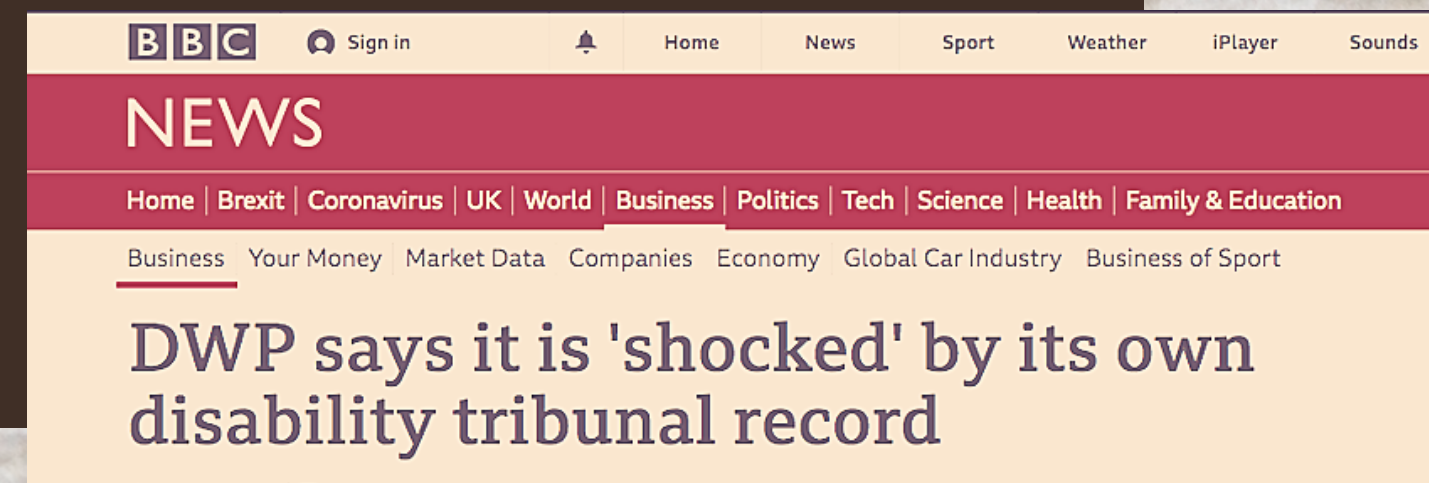 BBC Sign in Home News Sport Weather iPlayer Sounds
NEWS
Home | Brexit | Coronavirus | UK | World | Business | Politics | Tech | Science | Health | Family & Education
Business Your Money Market Data Companies Economy Global Car Industry Business of Sport
DWP says it is 'shocked' by its own
disability tribunal record